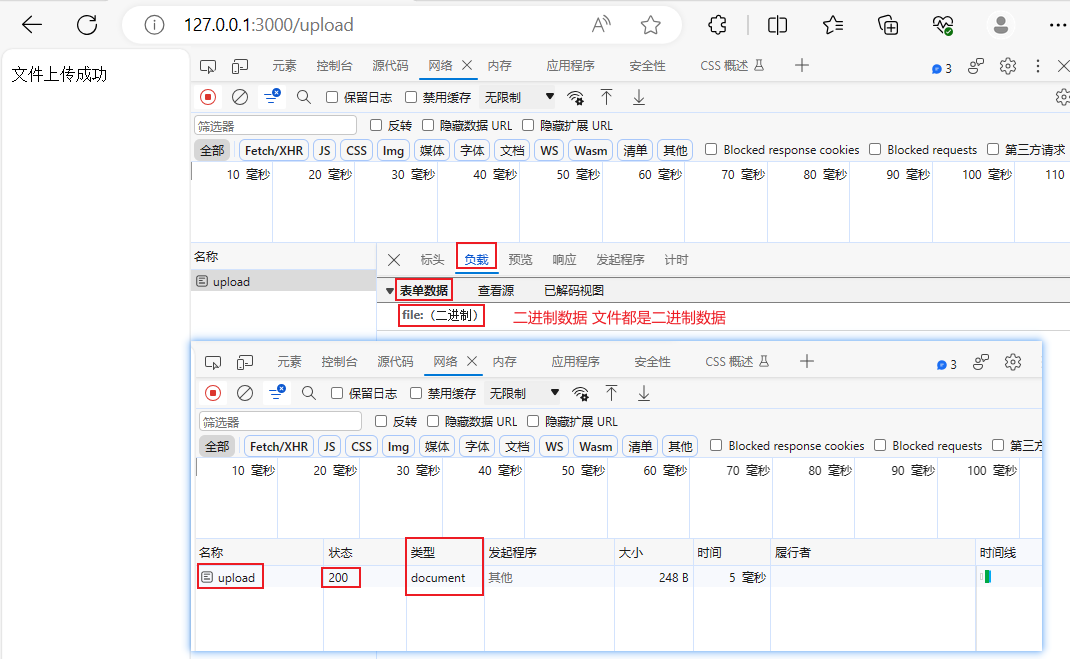 127.0.0.1:3000/upload
文件上传成功
元素 控制台 源代码 网络 内存 应用程序 安全性 CSS 概述 3
保留日志 禁用缓存 无限制
筛选器 反转 隐藏数据 URL 隐藏扩展 URL
全部 Fetch/XHR JS CSS Img 媒体 字体 文档 WS Wasm 清单 其他 Blocked response cookies Blocked requests 第三方请求
10 毫秒 20 毫秒 30 毫秒 40 毫秒 50 毫秒 60 毫秒 70 毫秒 80 毫秒 90 毫秒 100 毫秒 110
名称 标头 负载 预览 响应 发起程序 计时
upload 表单数据 查看源 已解码视图
file:（二进制） 二进制数据 文件都是二进制数据
元素 控制台 源代码 网络 内存 应用程序 安全性 CSS 概述 3
保留日志 禁用缓存 无限制
筛选器 反转 隐藏数据 URL 隐藏扩展 URL
全部 Fetch/XHR JS CSS Img 媒体 字体 文档 WS Wasm 清单 其他 Blocked response cookies Blocked requests 第三方
10 毫秒 20 毫秒 30 毫秒 40 毫秒 50 毫秒 60 毫秒 70 毫秒 80 毫秒 90 毫秒 100 毫秒
名称 状态 类型 发起程序 大小 时间 履行者 时间线
upload 200 document 其他 248 B 5 毫秒